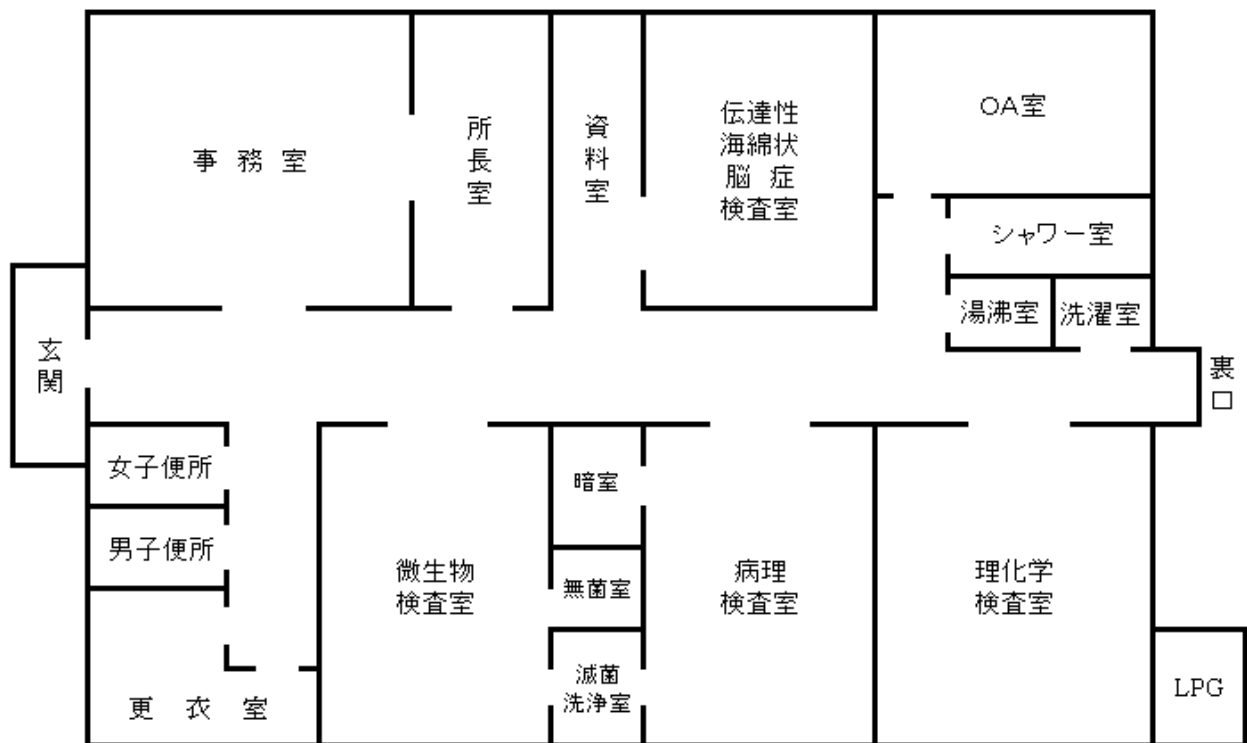 事務室
所長室
資料室
伝達性
海綿状
脳症
検査室
OA室
シャワー室
湯沸室
洗濯室
玄関
裏口
女子便所
男子便所
更衣室
微生物
検査室
暗室
無菌室
滅菌
洗浄室
病理
検査室
理化学
検査室
LPG